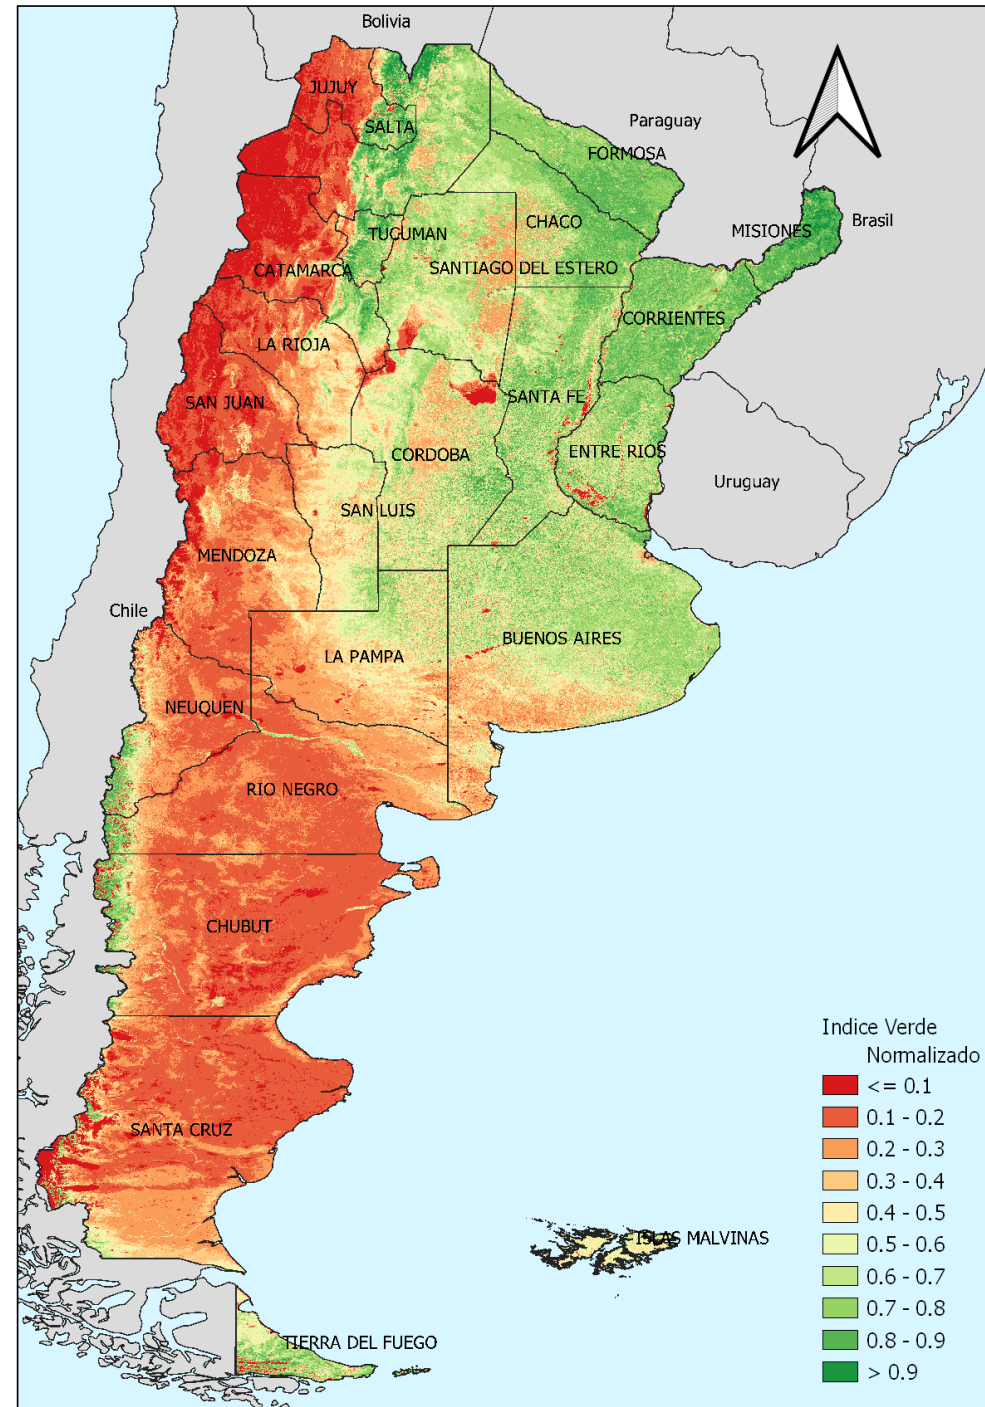 Bolivia
JUJUY
Paraguay
SALTA
FORMOSA
CHACO
Brasil
MISIONES
TUCUMAN
SANTIAGO DEL ESTERO
CATAMARCA
CORRIENTES
LA RIOJA
SAN JUAN
SANTA FE
ENTRE RIOS
CORDOBA
Uruguay
SAN LUIS
MENDOZA
Chile
BUENOS AIRES
LA PAMPA
NEUQUEN
RIO NEGRO
CHUBUT
SANTA CRUZ
ISLAS MALVINAS
TIERRA DEL FUEGO
Indice Verde
Normalizado
<= 0.1
0.1 - 0.2
0.2 - 0.3
0.3 - 0.4
0.4 - 0.5
0.5 - 0.6
0.6 - 0.7
0.7 - 0.8
0.8 - 0.9
> 0.9